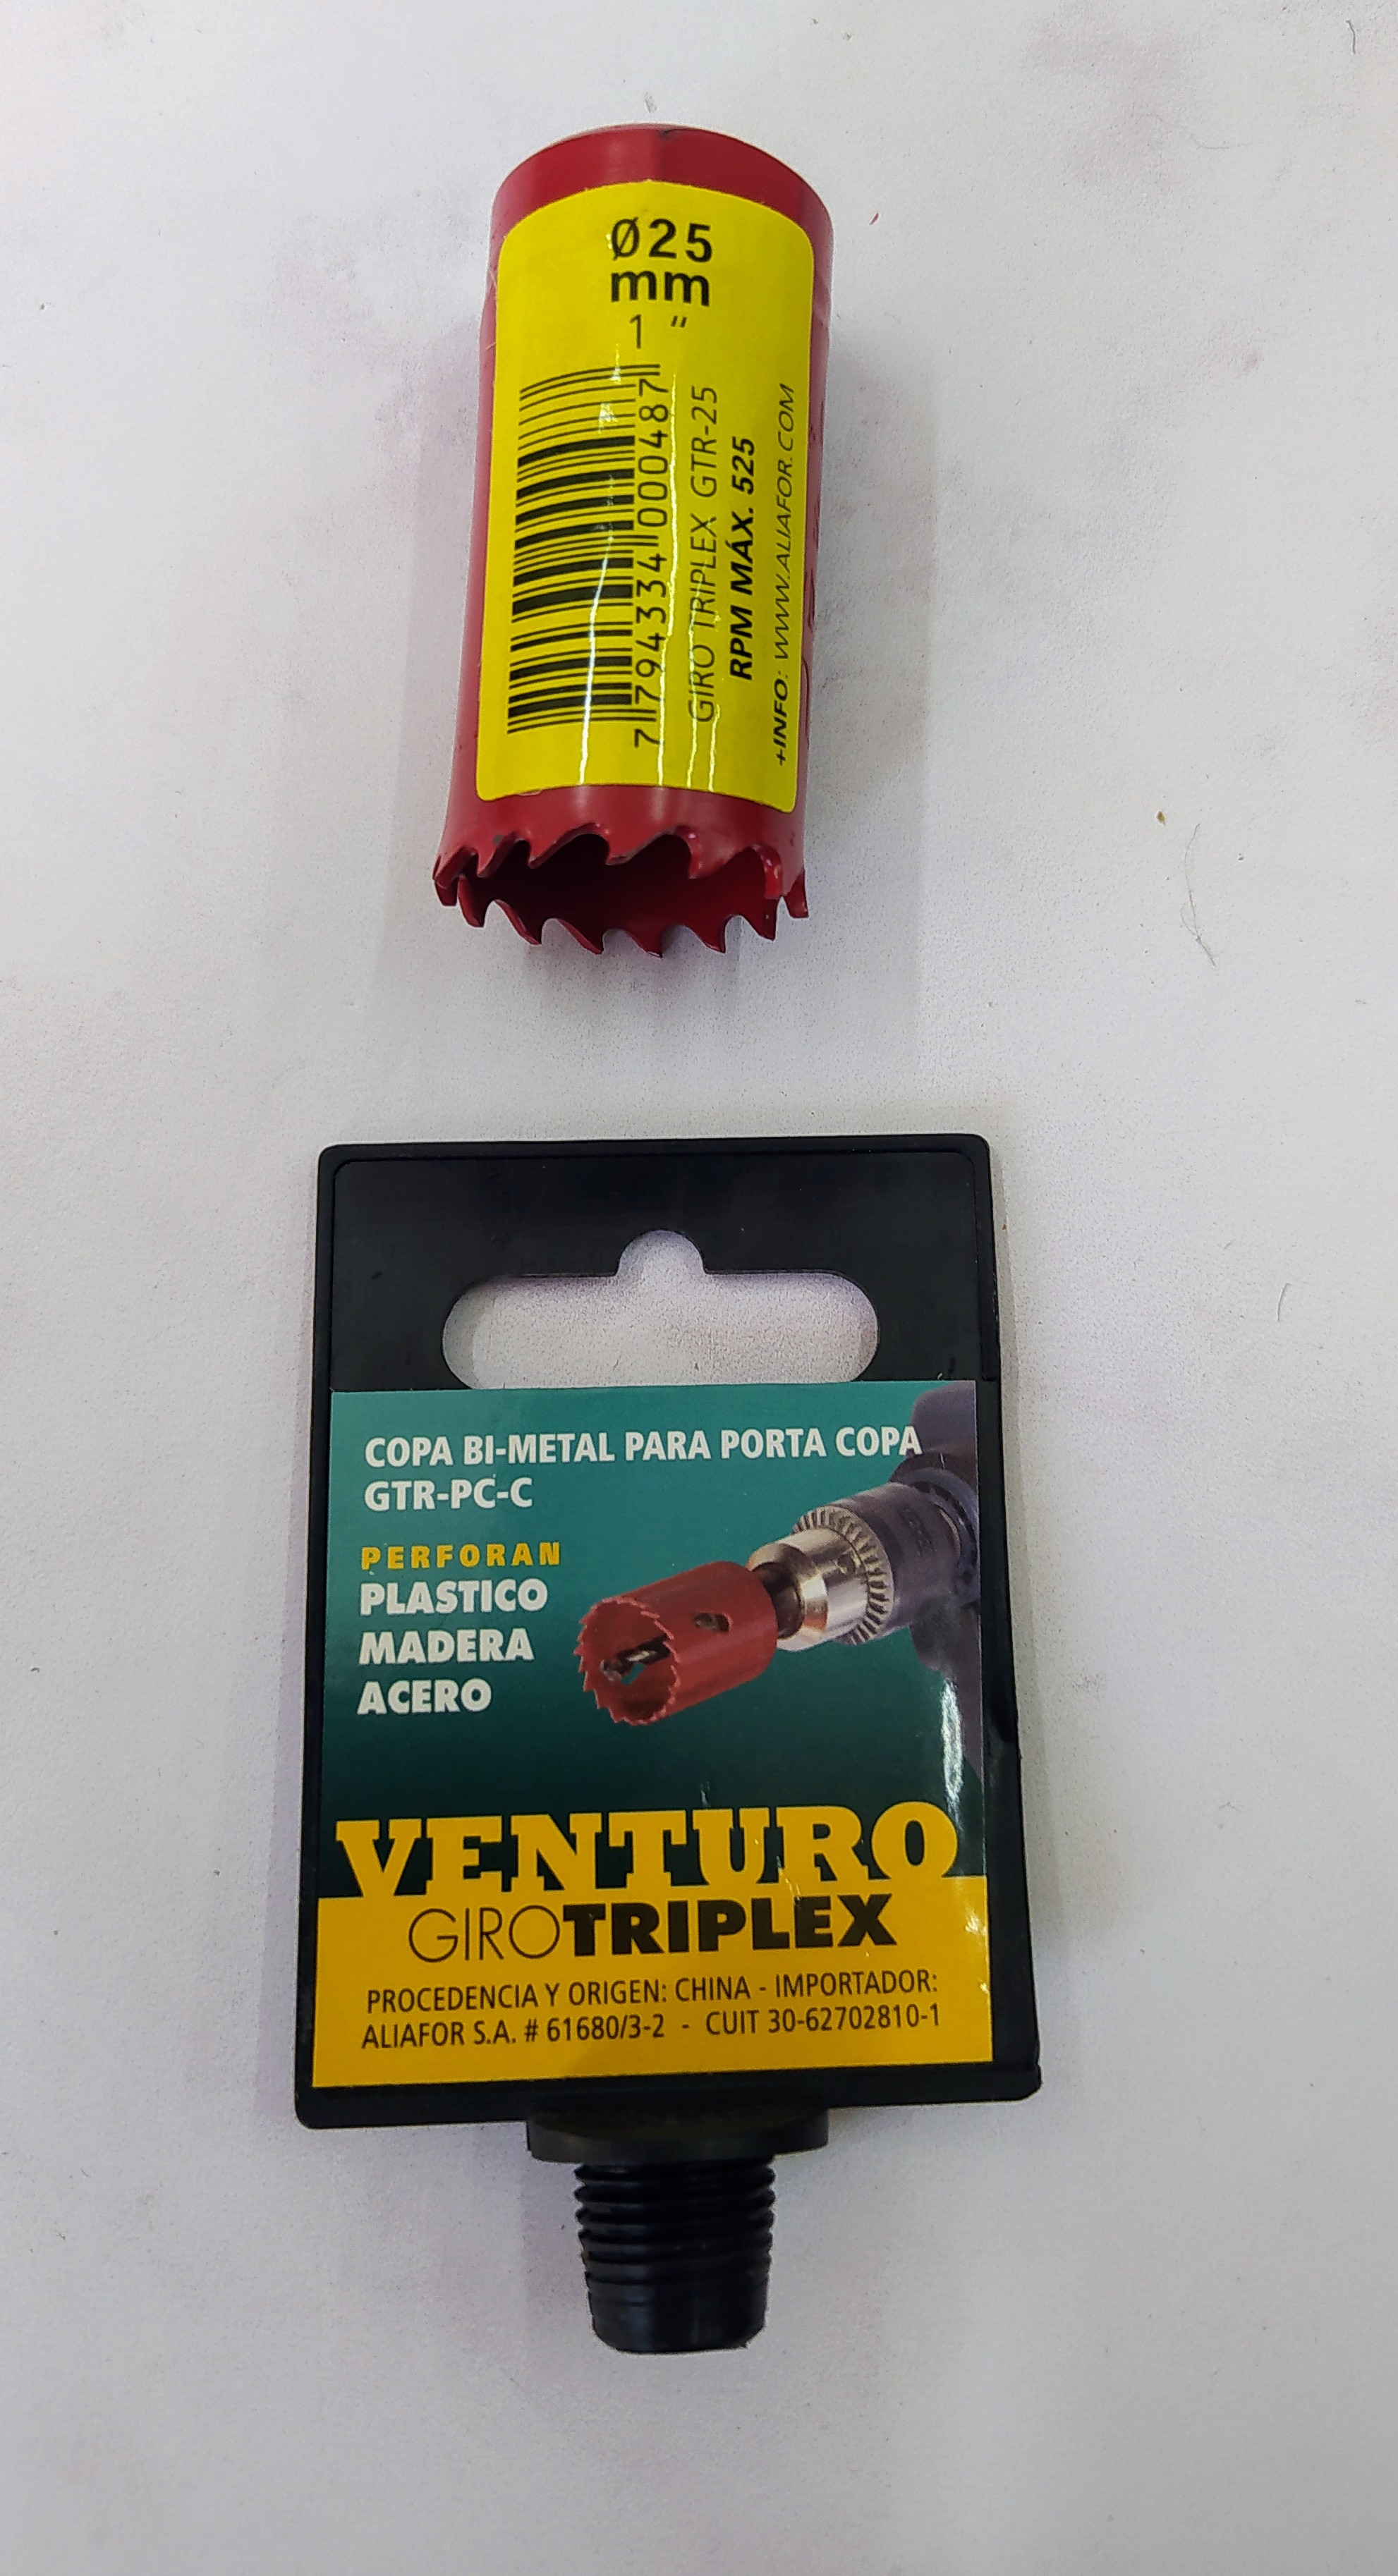 Ø25
mm
1 "
7 794334 000487
GIRO TRIPLEX GTR-25
RPM MÁX. 525
+INFO: WWW.ALIAFOR.COM
COPA BI-METAL PARA PORTA COPA
GTR-PC-C
PERFORAN
PLASTICO
MADERA
ACERO
VENTURO
GIROTRIPLEX
PROCEDENCIA Y ORIGEN: CHINA - IMPORTADOR:
ALIAFOR S.A. # 61680/3-2 - CUIT 30-62702810-1